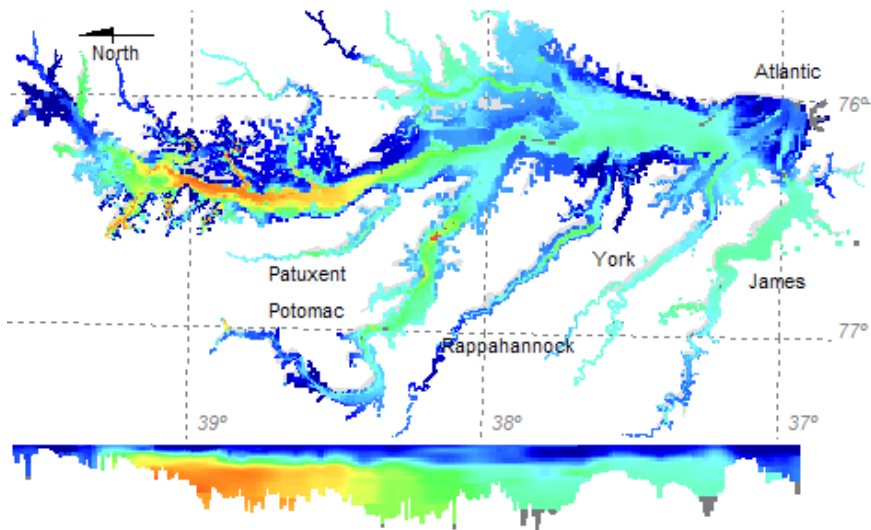 North
Atlantic
76°
Patuxent
York
James
Potomac
77°
Rappahannock
39°
38°
37°